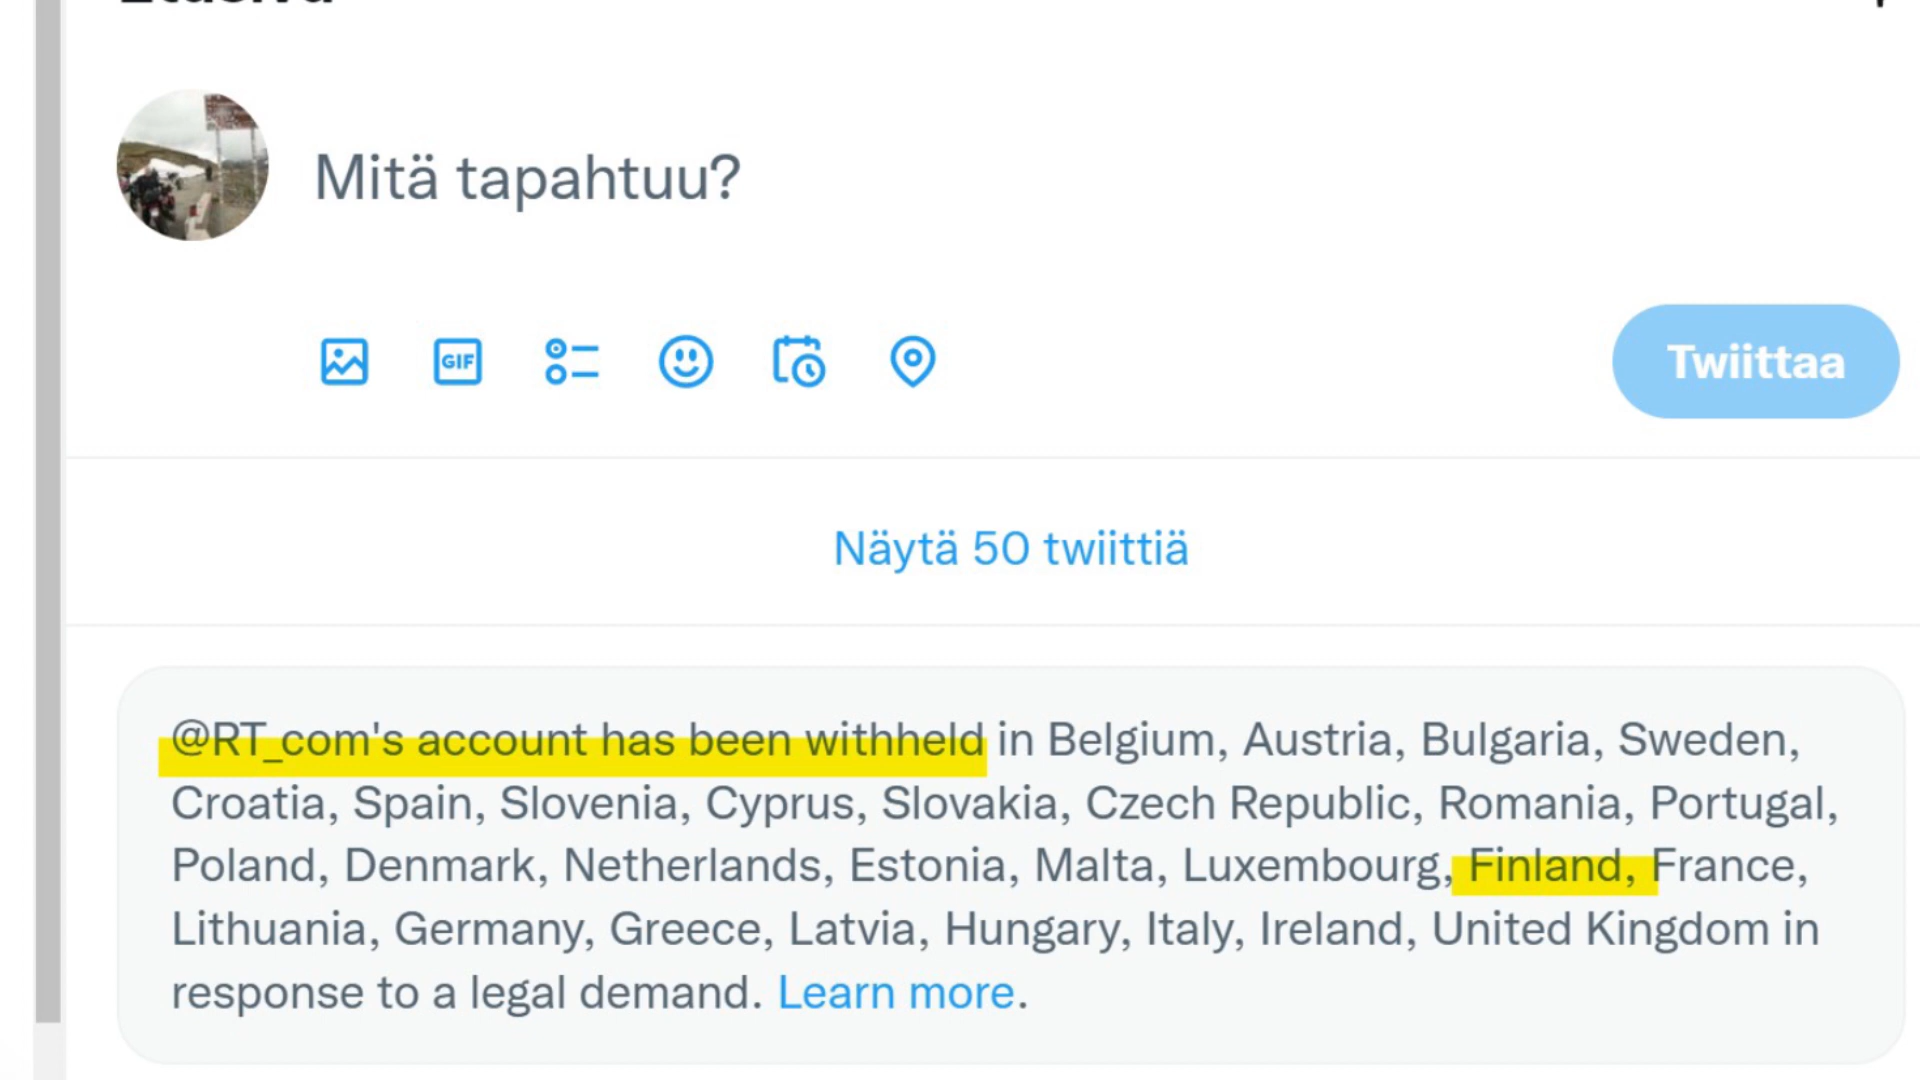 Etusivu
Mitä tapahtuu?
GIF
Twiittaa
Näytä 50 twiittiä
@RT_com's account has been withheld in Belgium, Austria, Bulgaria, Sweden,
Croatia, Spain, Slovenia, Cyprus, Slovakia, Czech Republic, Romania, Portugal,
Poland, Denmark, Netherlands, Estonia, Malta, Luxembourg, Finland, France,
Lithuania, Germany, Greece, Latvia, Hungary, Italy, Ireland, United Kingdom in
response to a legal demand. Learn more.